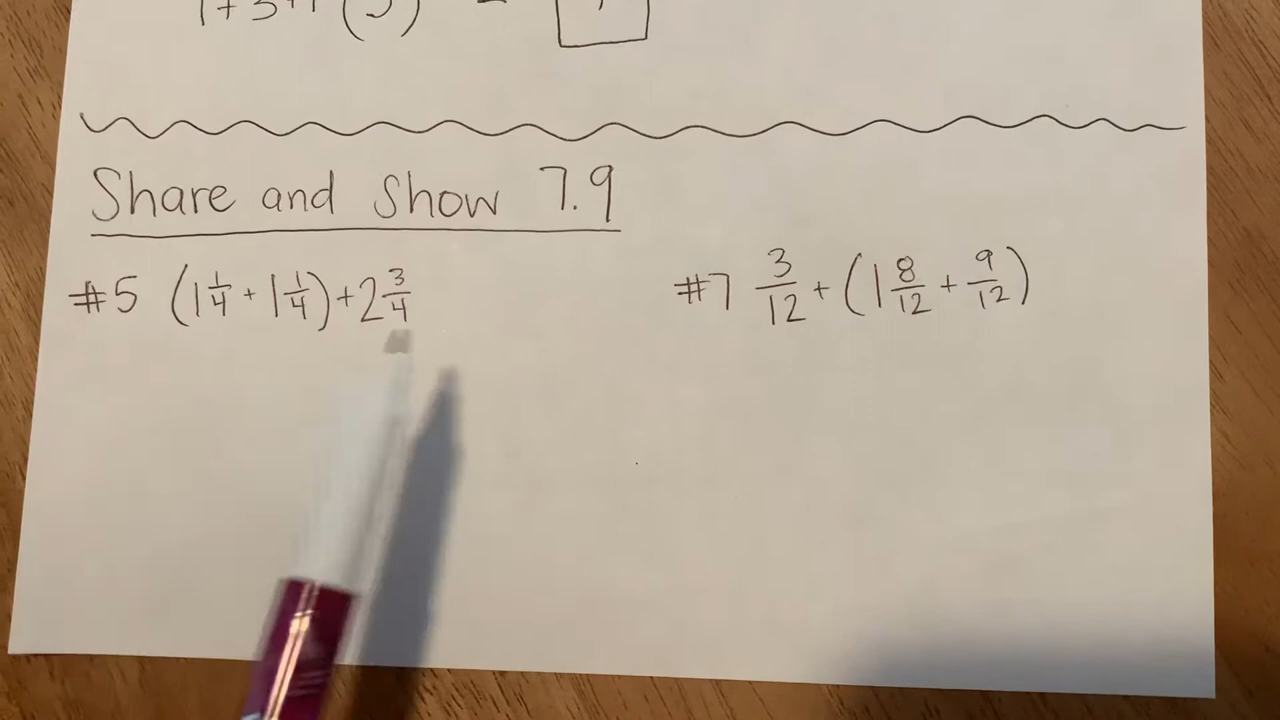 Share and Show 7.9
#5 (1 1/4 + 1 1/4) + 2 3/4
#7 3/12 + (1 8/12 + 9/12)